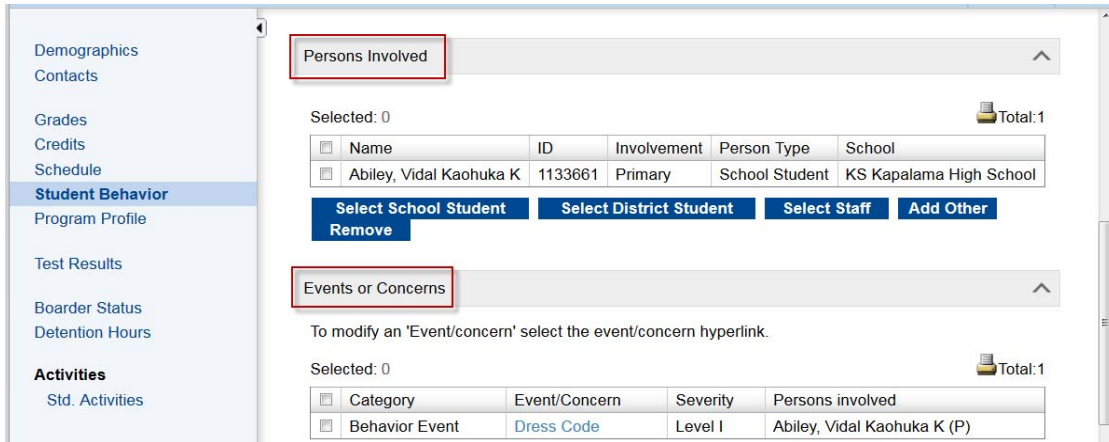 Demographics
Contacts
Grades
Credits
Schedule
Student Behavior
Program Profile
Test Results
Boarder Status
Detention Hours
Activities
Std. Activities
Persons Involved
Selected: 0
Total:1
Name ID Involvement Person Type School
Abiley, Vidal Kaohuka K 1133661 Primary School Student KS Kapalama High School
Select School Student Select District Student Select Staff Add Other
Remove
Events or Concerns
To modify an 'Event/concern' select the event/concern hyperlink.
Selected: 0
Total:1
Category Event/Concern Severity Persons involved
Behavior Event Dress Code Level I Abiley, Vidal Kaohuka K (P)